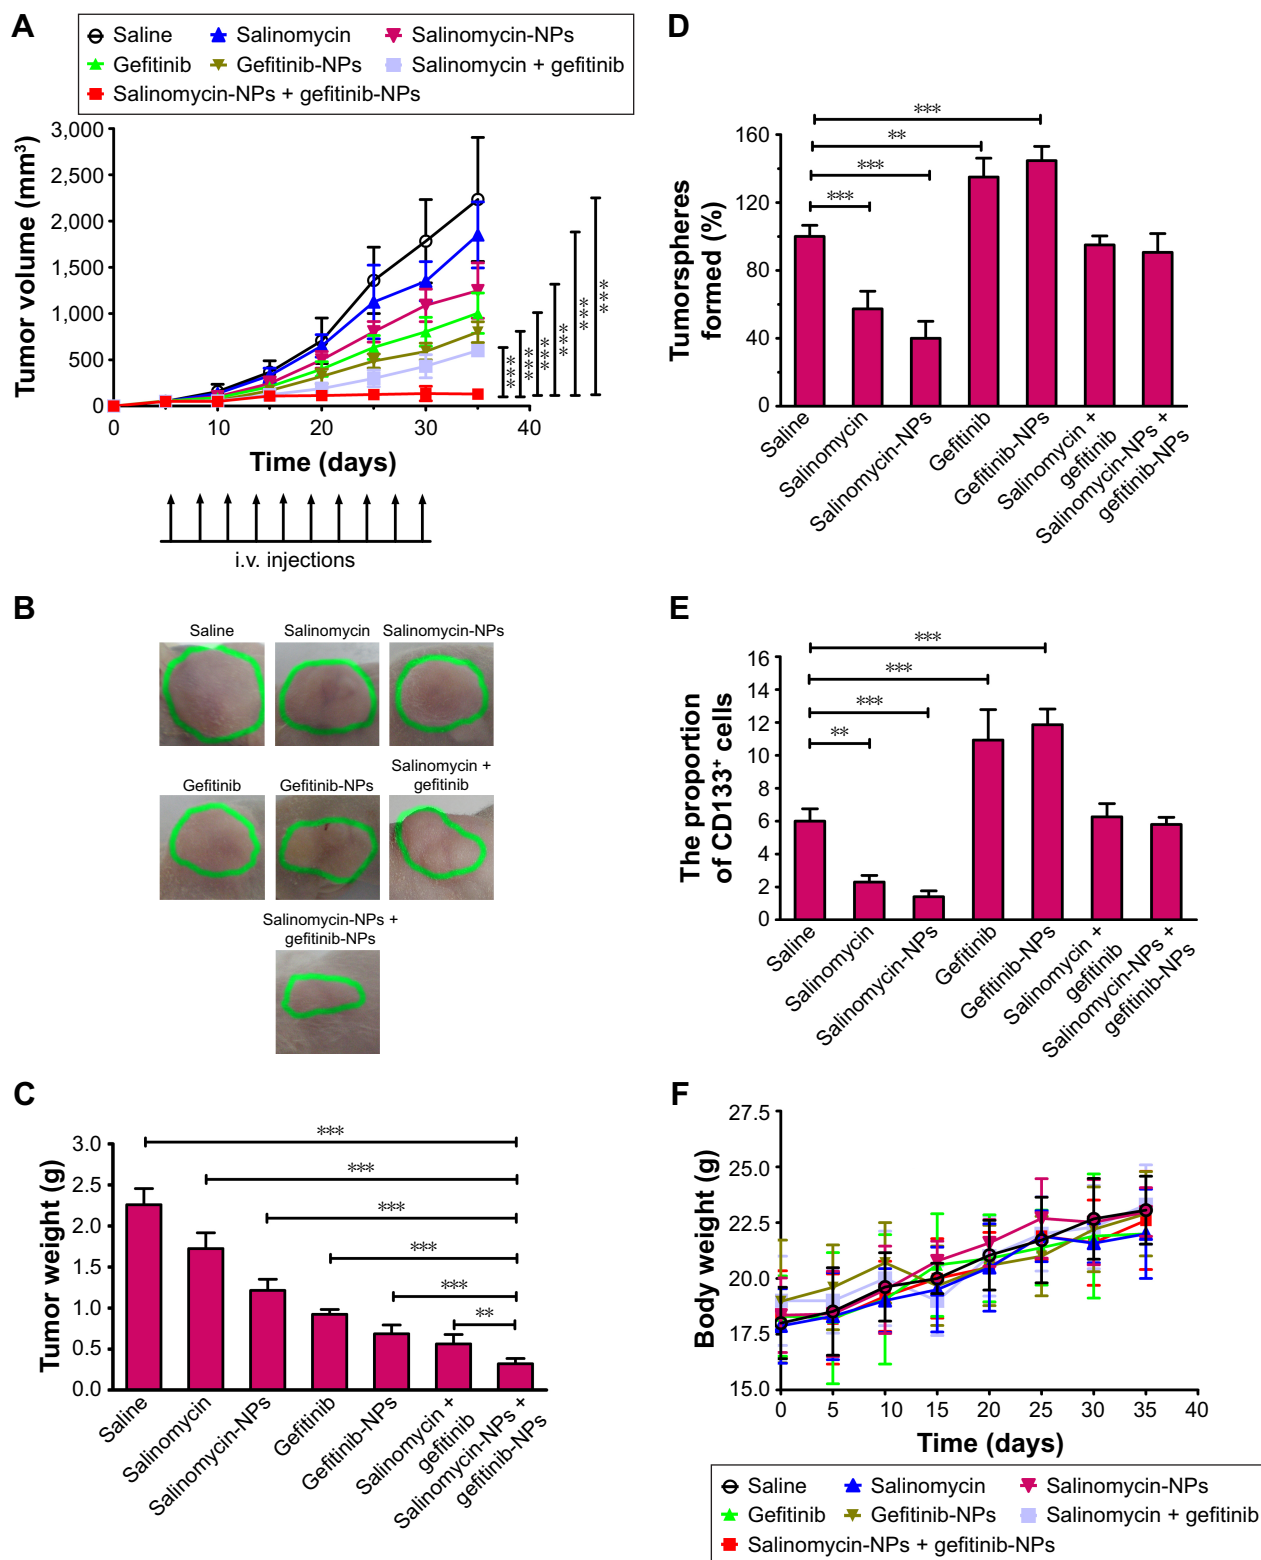 A
Saline
Salinomycin
Salinomycin-NPs
Gefitinib
Gefitinib-NPs
Salinomycin + gefitinib
Salinomycin-NPs + gefitinib-NPs
Tumor volume (mm³)
3,000
2,500
2,000
1,500
1,000
500
0
0
10
20
30
40
***
***
***
***
***
***
Time (days)
i.v. injections
B
Saline
Salinomycin
Salinomycin-NPs
Gefitinib
Gefitinib-NPs
Salinomycin +
gefitinib
Salinomycin-NPs +
gefitinib-NPs
C
Tumor weight (g)
3.0
2.5
2.0
1.5
1.0
0.5
0.0
***
***
***
***
***
**
Saline
Salinomycin
Salinomycin-NPs
Gefitinib
Gefitinib-NPs
Salinomycin +
gefitinib
Salinomycin-NPs +
gefitinib-NPs
D
Tumorspheres
formed (%)
160
120
80
40
0
***
**
***
***
Saline
Salinomycin
Salinomycin-NPs
Gefitinib
Gefitinib-NPs
Salinomycin +
gefitinib
Salinomycin-NPs +
gefitinib-NPs
E
The proportion
of CD133⁺ cells
16
14
12
10
8
6
4
2
0
***
***
***
**
Saline
Salinomycin
Salinomycin-NPs
Gefitinib
Gefitinib-NPs
Salinomycin +
gefitinib
Salinomycin-NPs +
gefitinib-NPs
F
Body weight (g)
27.5
25.0
22.5
20.0
17.5
15.0
0
5
10
15
20
25
30
35
40
Time (days)
Saline
Salinomycin
Salinomycin-NPs
Gefitinib
Gefitinib-NPs
Salinomycin + gefitinib
Salinomycin-NPs + gefitinib-NPs